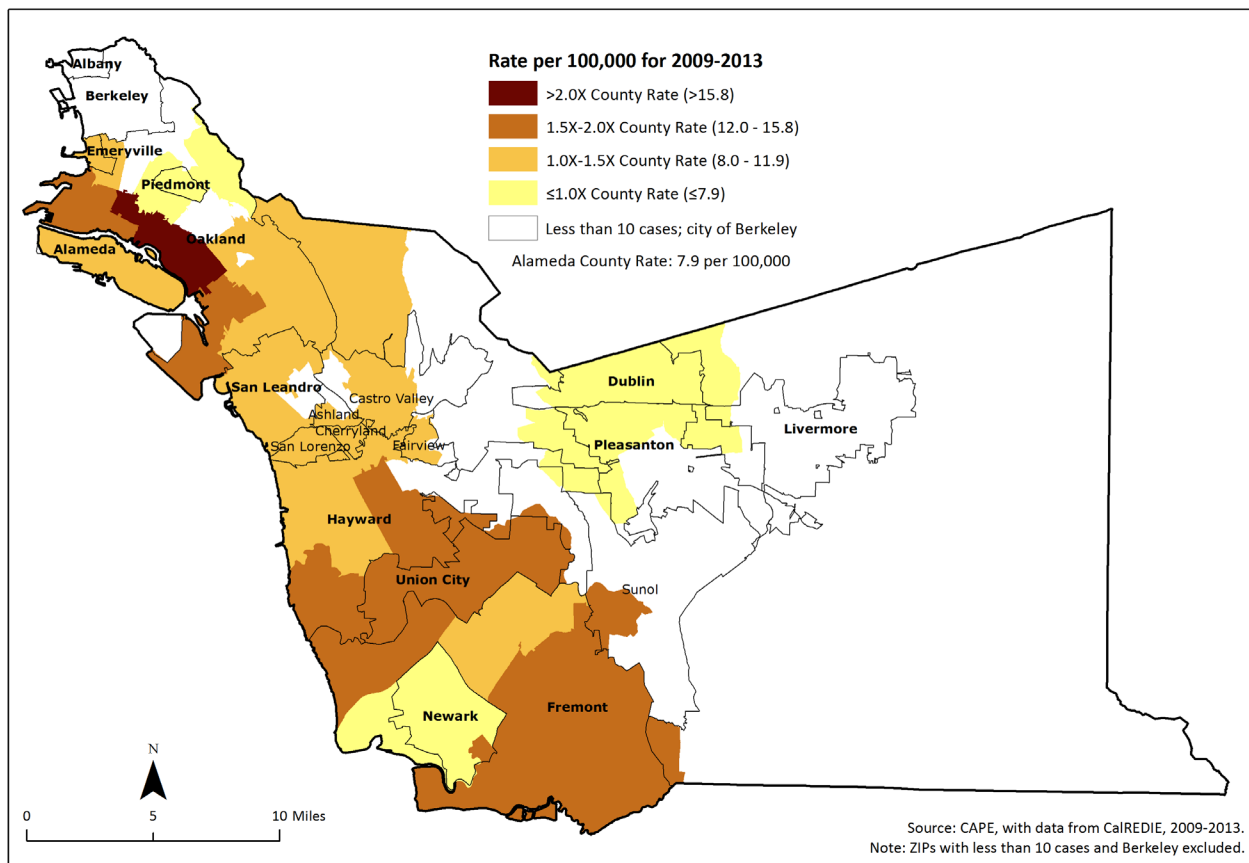 Rate per 100,000 for 2009-2013
>2.0X County Rate (>15.8)
1.5X-2.0X County Rate (12.0 - 15.8)
1.0X-1.5X County Rate (8.0 - 11.9)
≤1.0X County Rate (≤7.9)
Less than 10 cases; city of Berkeley
Alameda County Rate: 7.9 per 100,000
Albany
Berkeley
Emeryville
Piedmont
Oakland
Alameda
San Leandro
Castro Valley
Ashland
Cherryland
San Lorenzo
Fairview
Dublin
Pleasanton
Livermore
Hayward
Union City
Sunol
Newark
Fremont
N
0 5 10 Miles
Source: CAPE, with data from CalREDIE, 2009-2013.
Note: ZIPs with less than 10 cases and Berkeley excluded.